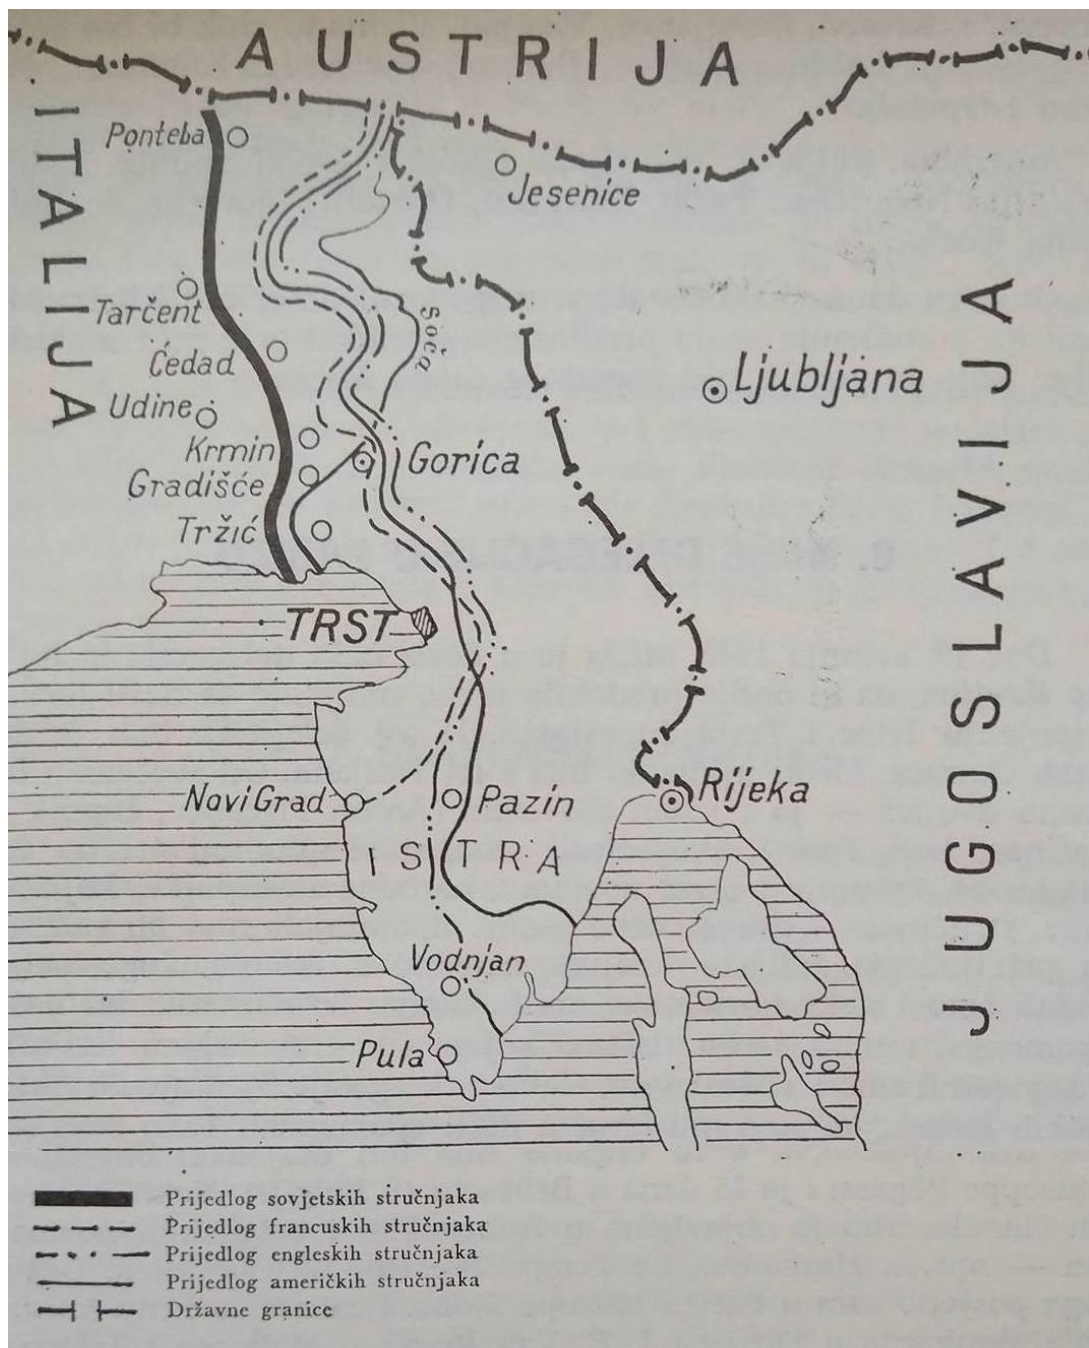 AUSTRIJA
ITALIJA
Ponteba
Jesenice
Tarčent
Soča
Čedad
Ljubljana
Udine
Krmin
Gorica
Gradišće
Tržić
JUGOSLAVIJA
TRST
Novi Grad
Pazin
Rijeka
ISTRA
Vodnjan
Pula
Prijedlog sovjetskih stručnjaka
Prijedlog francuskih stručnjaka
Prijedlog engleskih stručnjaka
Prijedlog američkih stručnjaka
Državne granice